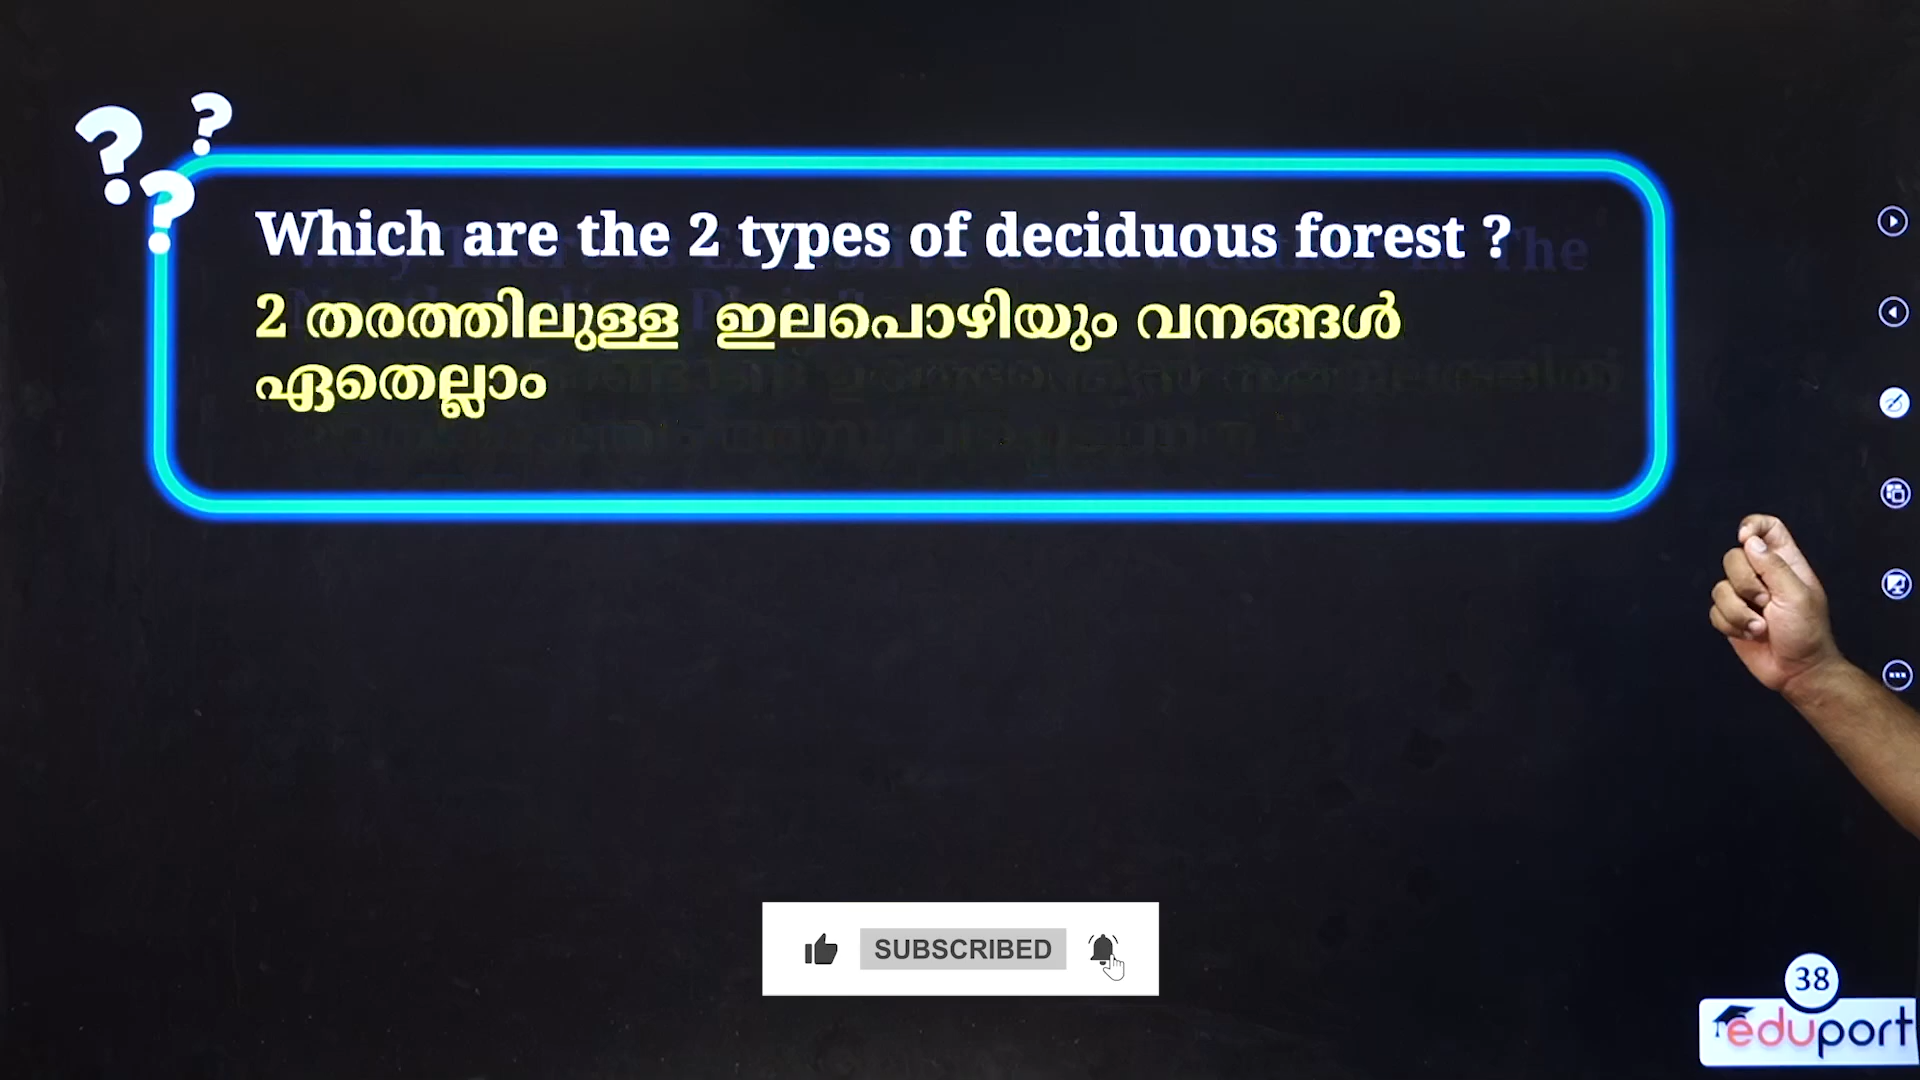 Which are the 2 types of deciduous forest ?
2 തരത്തിലുള്ള ഇലപൊഴിയും വനങ്ങൾ
ഏതെല്ലാം
SUBSCRIBED
38
eduport